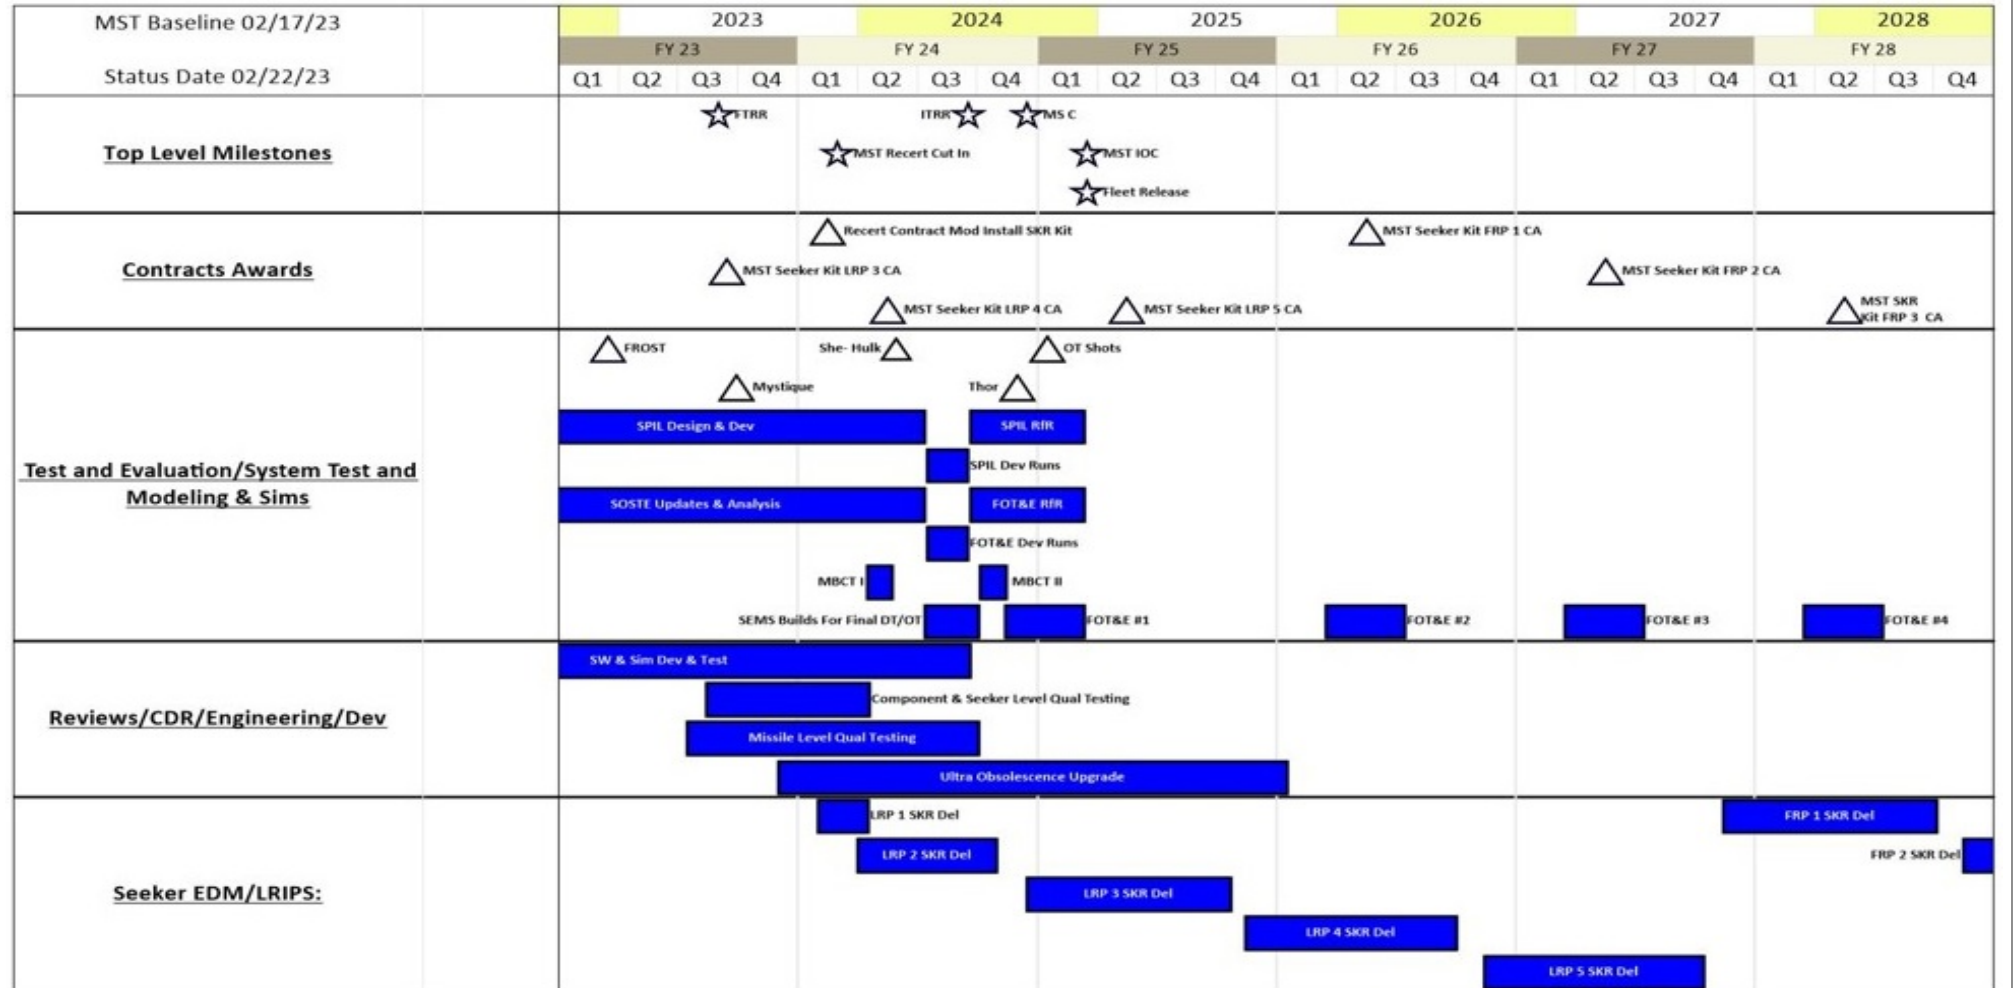 MST Baseline 02/17/23
2023 2024 2025 2026 2027 2028
FY 23 FY 24 FY 25 FY 26 FY 27 FY 28
Status Date 02/22/23
Q1 Q2 Q3 Q4 Q1 Q2 Q3 Q4 Q1 Q2 Q3 Q4 Q1 Q2 Q3 Q4 Q1 Q2 Q3 Q4 Q1 Q2 Q3 Q4
Top Level Milestones
FTRR ITRR MS C
MST Recert Cut In MST IOC
Fleet Release
Contracts Awards
Recert Contract Mod Install SKR Kit MST Seeker Kit FRP 1 CA
MST Seeker Kit LRP 3 CA MST Seeker Kit FRP 2 CA
MST Seeker Kit LRP 4 CA MST Seeker Kit LRP 5 CA MST SKR
Kit FRP 3 CA
Test and Evaluation/System Test and
Modeling & Sims
FROST She- Hulk OT Shots
Mystique Thor
SPIL Design & Dev SPIL RfR
SPIL Dev Runs
SOSTE Updates & Analysis FOT&E RfR
FOT&E Dev Runs
MBCT I MBCT II
SEMS Builds For Final DT/OT FOT&E #1 FOT&E #2 FOT&E #3 FOT&E #4
Reviews/CDR/Engineering/Dev
SW & Sim Dev & Test
Component & Seeker Level Qual Testing
Missile Level Qual Testing
Ultra Obsolescence Upgrade
Seeker EDM/LRIPS:
LRP 1 SKR Del FRP 1 SKR Del
LRP 2 SKR Del FRP 2 SKR Del
LRP 3 SKR Del
LRP 4 SKR Del
LRP 5 SKR Del